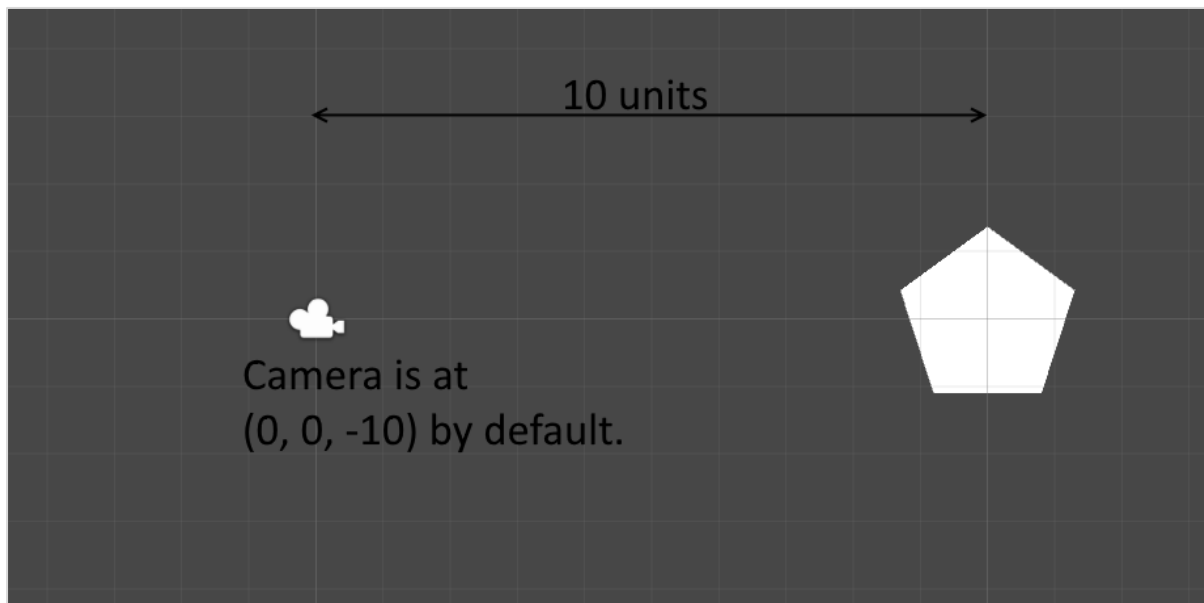 10 units
Camera is at
(0, 0, -10) by default.